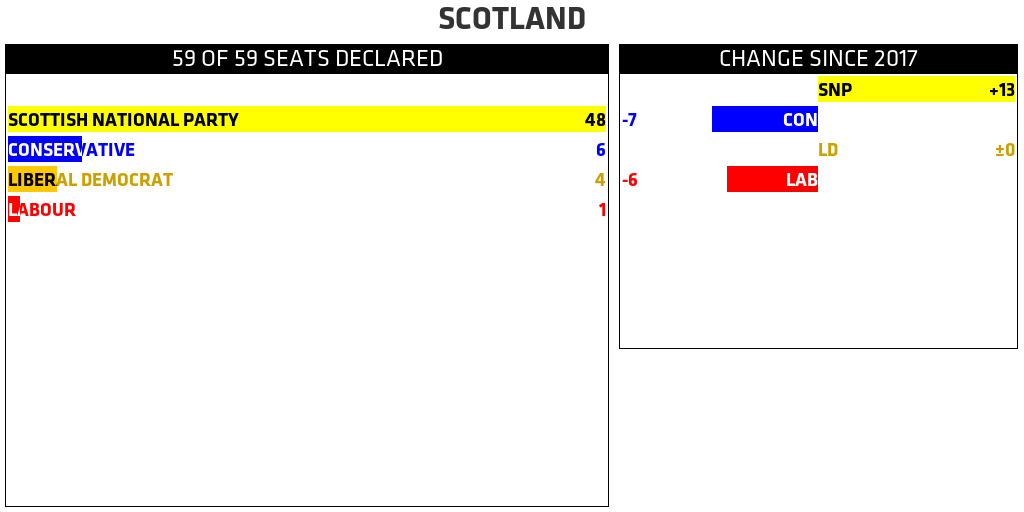 SCOTLAND
59 OF 59 SEATS DECLARED
SCOTTISH NATIONAL PARTY 48
CONSERVATIVE 6
LIBERAL DEMOCRAT 4
LABOUR 1
CHANGE SINCE 2017
SNP +13
-7 CON
LD ±0
-6 LAB